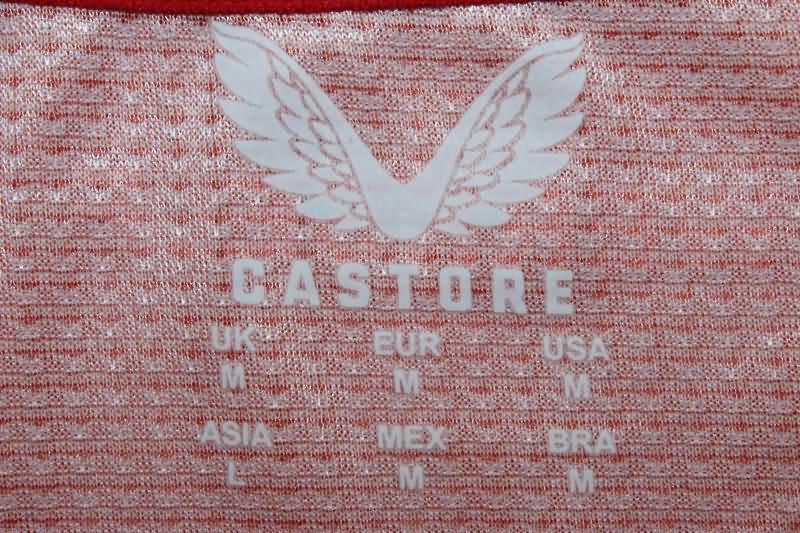 CASTORE
UK EUR USA
M M M
ASIA MEX BRA
L M M